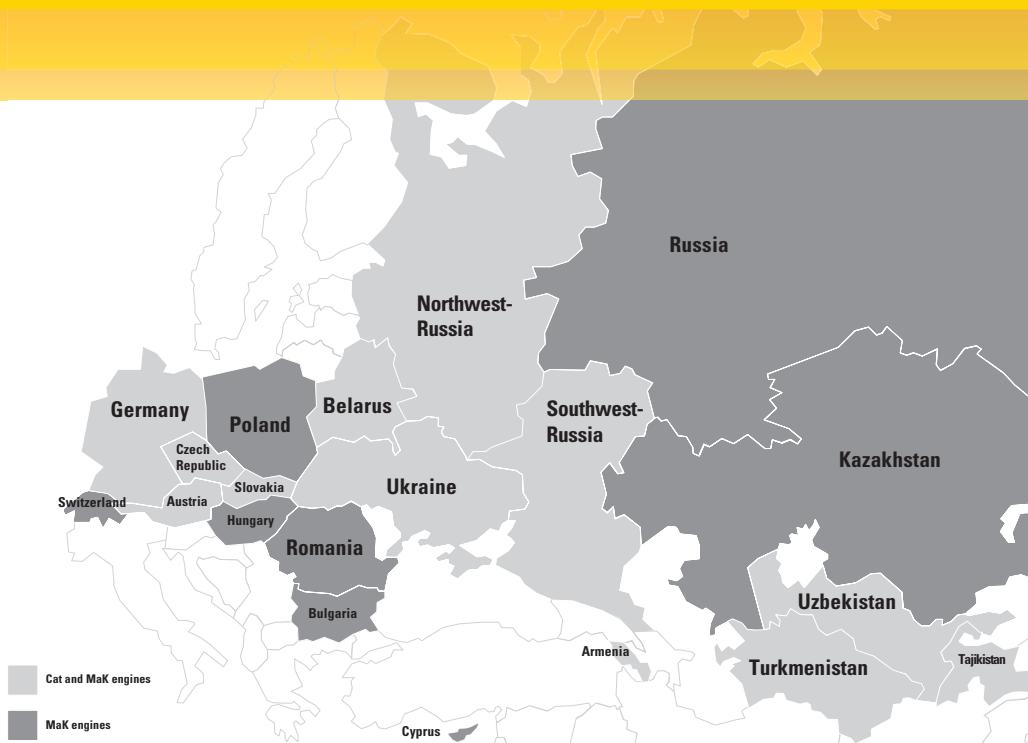 Russia
Northwest-
Russia
Germany
Poland
Belarus
Southwest-
Russia
Czech
Republic
Kazakhstan
Ukraine
Slovakia
Switzerland
Austria
Hungary
Romania
Uzbekistan
Bulgaria
Armenia
Turkmenistan
Tajikistan
Cyprus
Cat and MaK engines
MaK engines